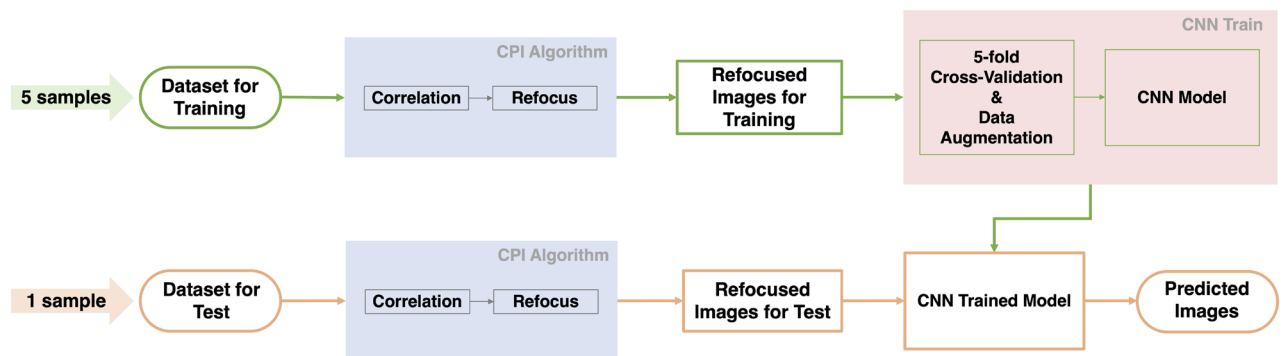 5 samples
Dataset for
Training
CPI Algorithm
Correlation
Refocus
Refocused
Images for
Training
CNN Train
5-fold
Cross-Validation
&
Data
Augmentation
CNN Model
1 sample
Dataset for
Test
CPI Algorithm
Correlation
Refocus
Refocused
Images for Test
CNN Trained Model
Predicted
Images